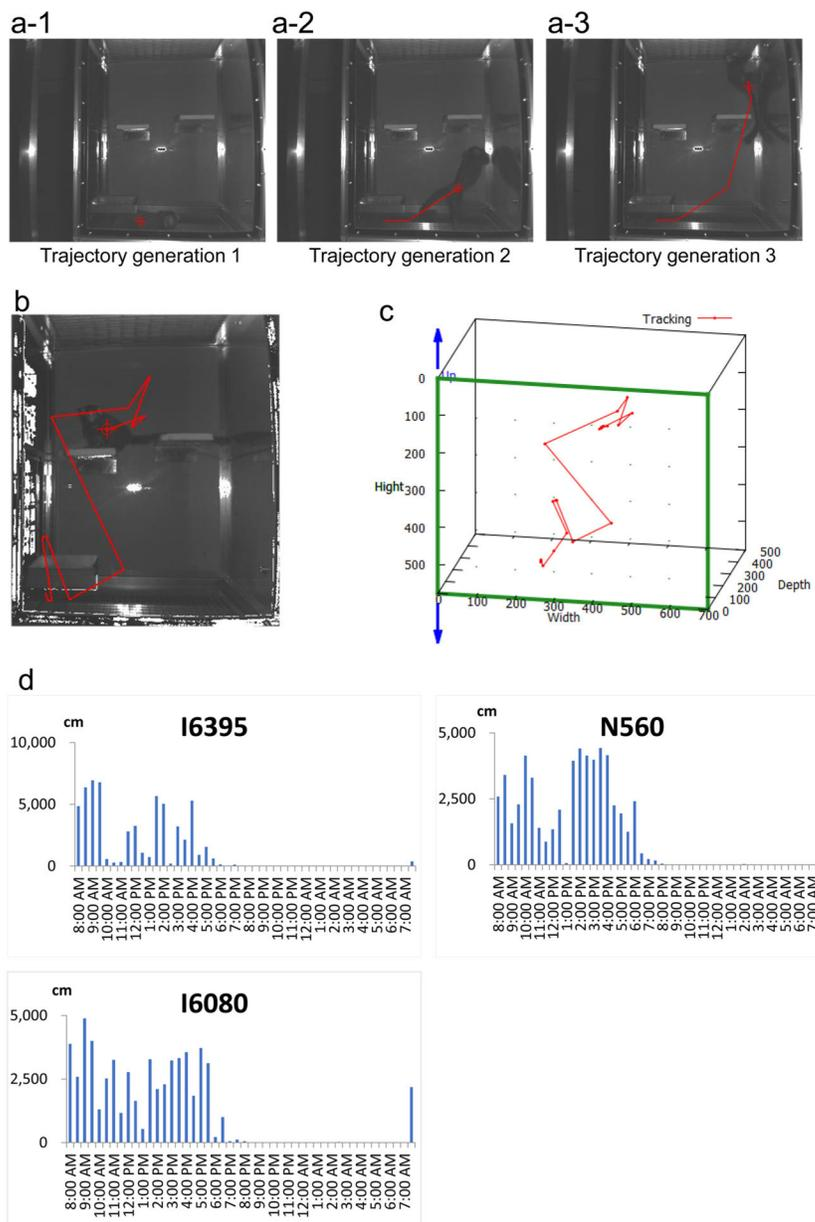 a-1
a-2
a-3
Trajectory generation 1
Trajectory generation 2
Trajectory generation 3
b
c
Tracking
Up
0
100
200
Hight 300
400
500
0 100 200 300 400 500 600 700
Width
0
100
200
300
400
500
Depth
d
cm
I6395
10,000
5,000
0
8:00 AM
9:00 AM
10:00 AM
11:00 AM
12:00 PM
1:00 PM
2:00 PM
3:00 PM
4:00 PM
5:00 PM
6:00 PM
7:00 PM
8:00 PM
9:00 PM
10:00 PM
11:00 PM
12:00 AM
1:00 AM
2:00 AM
3:00 AM
4:00 AM
5:00 AM
6:00 AM
7:00 AM
cm
N560
5,000
2,500
0
8:00 AM
9:00 AM
10:00 AM
11:00 AM
12:00 PM
1:00 PM
2:00 PM
3:00 PM
4:00 PM
5:00 PM
6:00 PM
7:00 PM
8:00 PM
9:00 PM
10:00 PM
11:00 PM
12:00 AM
1:00 AM
2:00 AM
3:00 AM
4:00 AM
5:00 AM
6:00 AM
7:00 AM
cm
I6080
5,000
2,500
0
8:00 AM
9:00 AM
10:00 AM
11:00 AM
12:00 PM
1:00 PM
2:00 PM
3:00 PM
4:00 PM
5:00 PM
6:00 PM
7:00 PM
8:00 PM
9:00 PM
10:00 PM
11:00 PM
12:00 AM
1:00 AM
2:00 AM
3:00 AM
4:00 AM
5:00 AM
6:00 AM
7:00 AM